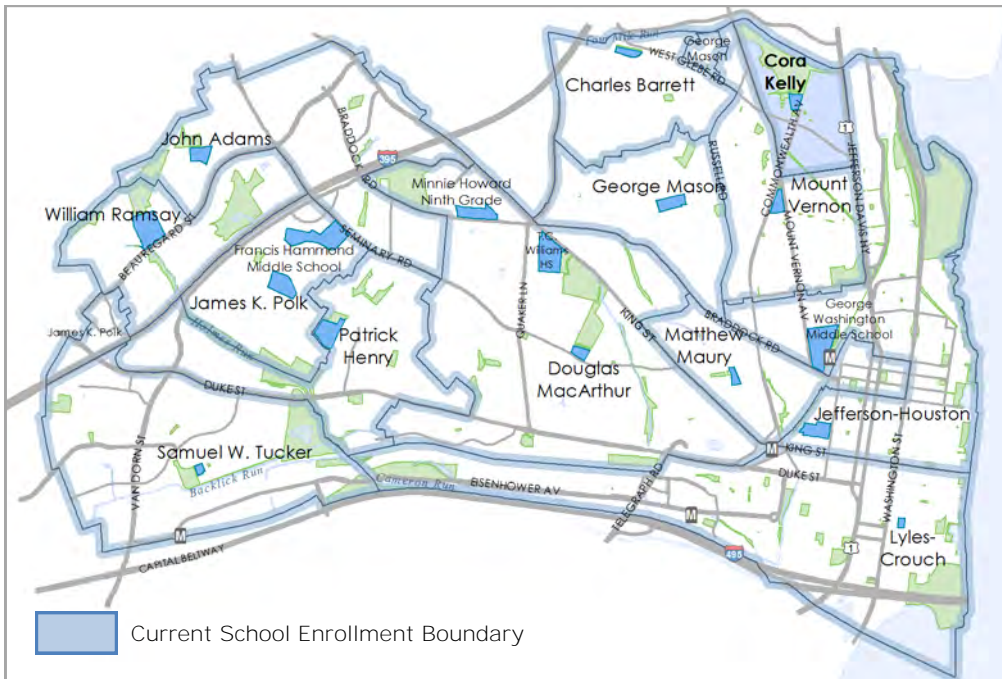 Four Mile Run
George
Mason
WEST GLEBE RD
Cora
Kelly
Charles Barrett
John Adams
BRADDOCK RD
395
1
COMMONWEALTH AV
JEFFERSON DAVIS HY
RUSSELL RD
Minnie Howard
Ninth Grade
George Mason
Mount
Vernon
William Ramsay
BEAUREGARD ST
Francis Hammond
Middle School
SEMINARY RD
T.C.
Williams
HS
MOUNT VERNON AV
James K. Polk
James K. Polk
Holmes Run
Patrick
Henry
QUAKER LN
KING ST
BRADDOCK RD
George
Washington
Middle School
M
Matthew
Maury
Douglas
MacArthur
DUKE ST
Jefferson-Houston
VAN DORN ST
Samuel W. Tucker
Backlick Run
Cameron Run
EISENHOWER AV
TELEGRAPH RD
M
KING ST
DUKE ST
WASHINGTON ST
M
M
CAPITAL BELTWAY
495
1
Lyles-
Crouch
Current School Enrollment Boundary